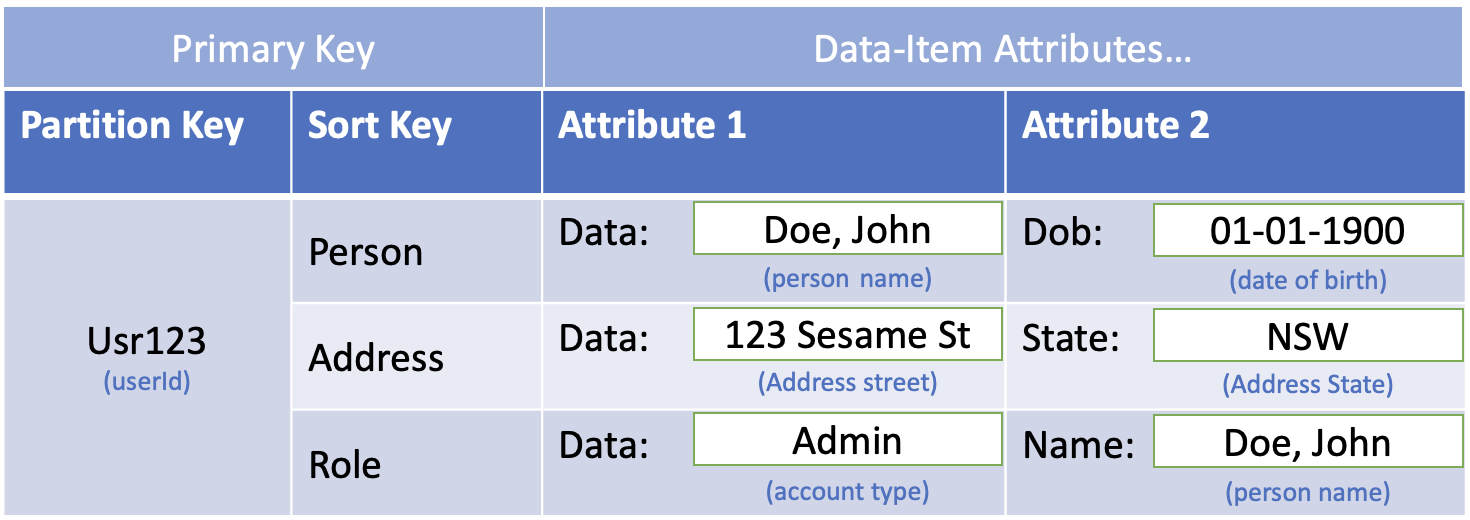 Primary Key Data-Item Attributes...
Partition Key Sort Key Attribute 1 Attribute 2
Usr123
(userId)
Person
Data: Doe, John
(person name)
Dob: 01-01-1900
(date of birth)
Address
Data: 123 Sesame St
(Address street)
State: NSW
(Address State)
Role
Data: Admin
(account type)
Name: Doe, John
(person name)